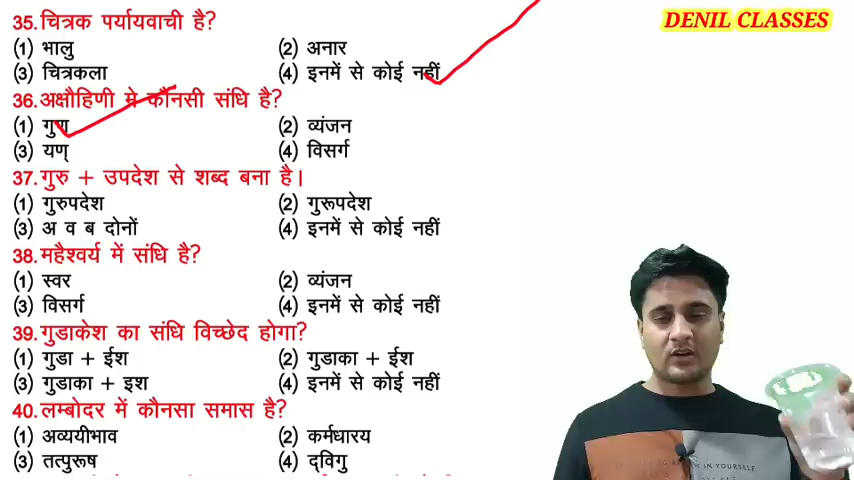 DENIL CLASSES
35. चित्रक पर्यायवाची है?
(1) भालु (2) अनार
(3) चित्रकला (4) इनमें से कोई नहीं
36. अक्षौहिणी मे कौनसी संधि है?
(1) गुण (2) व्यंजन
(3) यण् (4) विसर्ग
37. गुरु + उपदेश से शब्द बना है।
(1) गुरुपदेश (2) गुरूपदेश
(3) अ व ब दोनों (4) इनमें से कोई नहीं
38. महैश्वर्य में संधि है?
(1) स्वर (2) व्यंजन
(3) विसर्ग (4) इनमें से कोई नहीं
39. गुडाकेश का संधि विच्छेद होगा?
(1) गुडा + ईश (2) गुडाका + ईश
(3) गुडाका + इश (4) इनमें से कोई नहीं
40. लम्बोदर में कौनसा समास है?
(1) अव्ययीभाव (2) कर्मधारय
(3) तत्पुरूष (4) द्विगु
IN YOURSELF